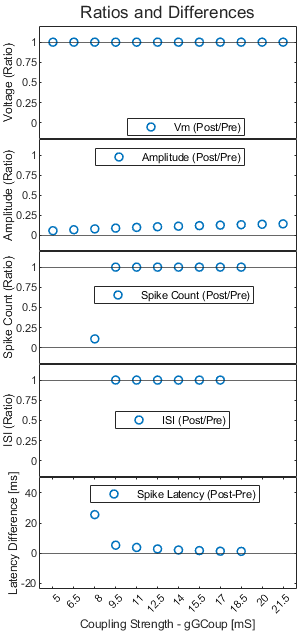 Ratios and Differences
Voltage (Ratio)
1
0.75
0.5
0.25
0
Vm (Post/Pre)
Amplitude (Ratio)
1
0.75
0.5
0.25
0
Amplitude (Post/Pre)
Spike Count (Ratio)
1
0.75
0.5
0.25
0
Spike Count (Post/Pre)
ISI (Ratio)
1
0.75
0.5
0.25
0
ISI (Post/Pre)
Latency Difference [ms]
40
20
0
-20
Spike Latency (Post-Pre)
5 6.5 8 9.5 11 12.5 14 15.5 17 18.5 20 21.5
Coupling Strength - gGCoup [mS]